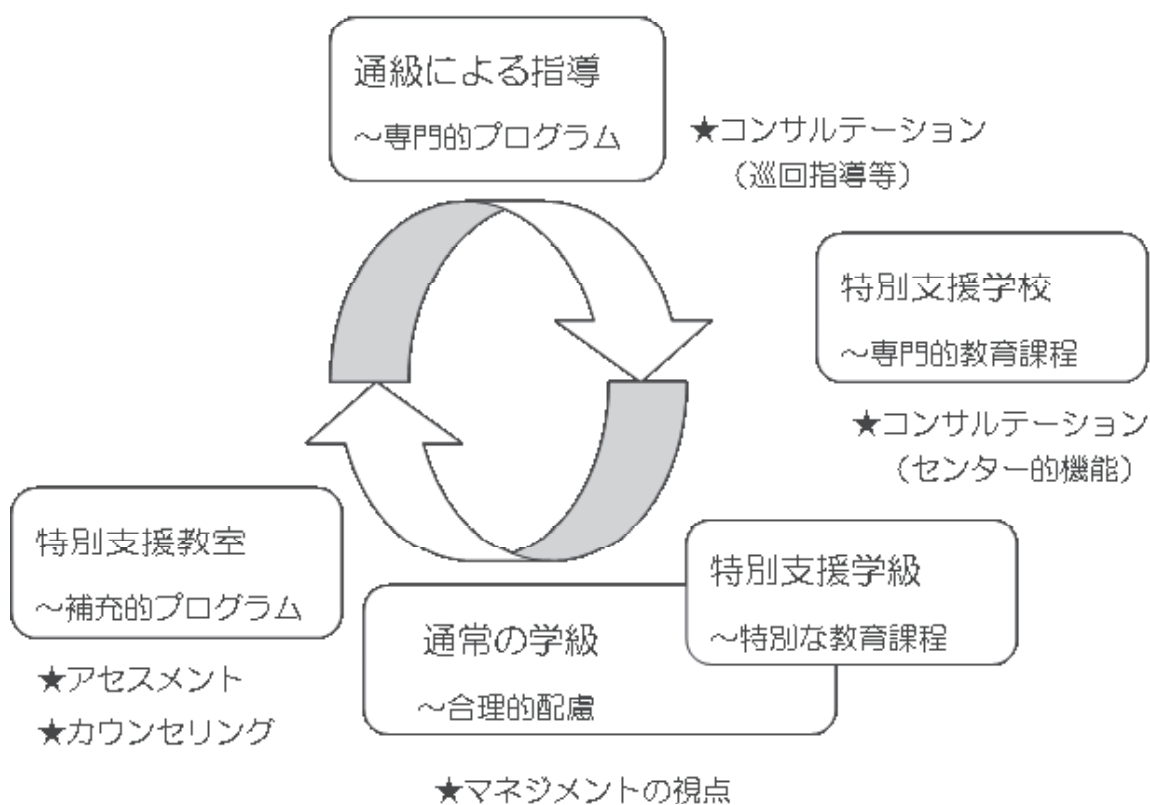 通級による指導
～専門的プログラム
★コンサルテーション
（巡回指導等）
特別支援学校
～専門的教育課程
★コンサルテーション
（センター的機能）
特別支援教室
～補充的プログラム
★アセスメント
★カウンセリング
特別支援学級
～特別な教育課程
通常の学級
～合理的配慮
★マネジメントの視点